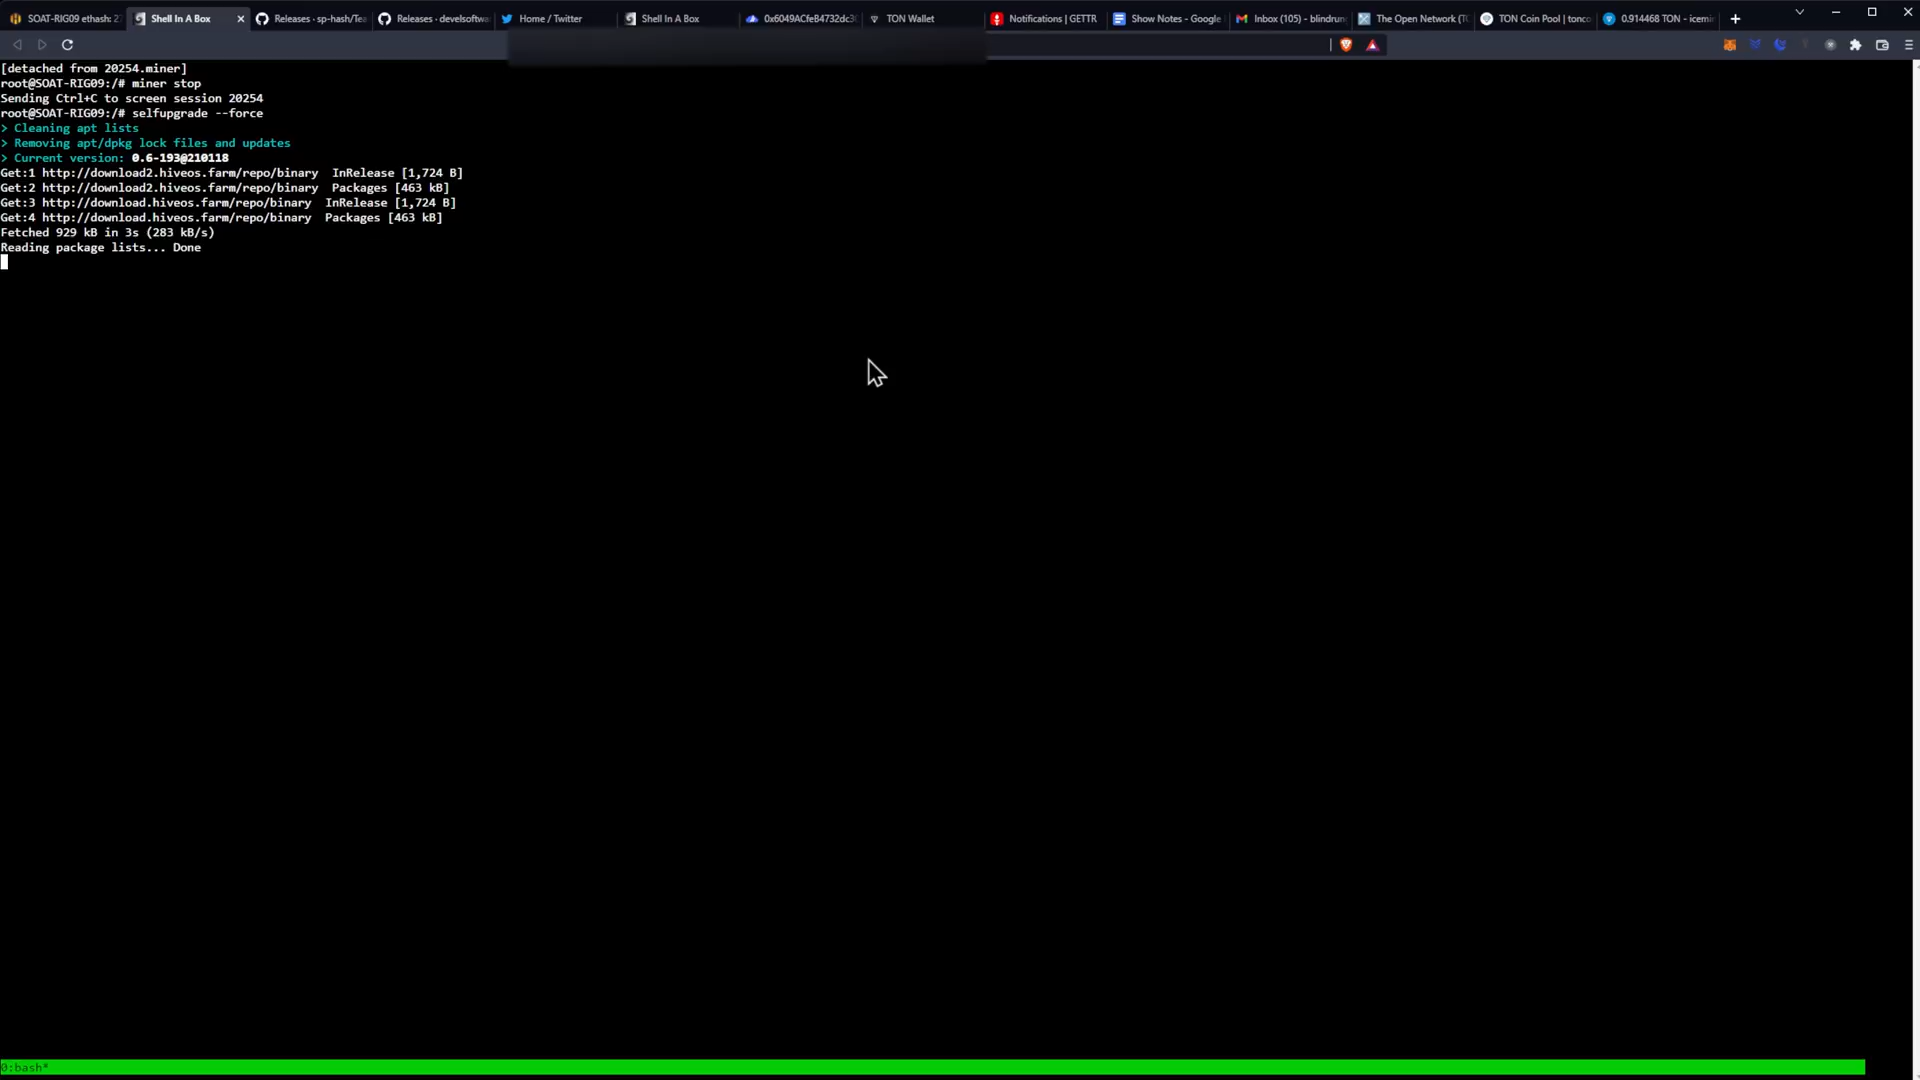 SOAT-RIG09 ethash: 27
Shell In A Box
Releases · sp-hash/Tea
Releases · develsoftwa
Home / Twitter
Shell In A Box
0x6049ACfeB4732dc3
TON Wallet
Notifications | GETTR
Show Notes - Google
Inbox (105) - blindrun
The Open Network (T
TON Coin Pool | tonco
0.914468 TON - icemi
[detached from 20254.miner]
root@SOAT-RIG09:/# miner stop
Sending Ctrl+C to screen session 20254
root@SOAT-RIG09:/# selfupgrade --force
> Cleaning apt lists
> Removing apt/dpkg lock files and updates
> Current version: 0.6-193@210118
Get:1 http://download2.hiveos.farm/repo/binary  InRelease [1,724 B]
Get:2 http://download2.hiveos.farm/repo/binary  Packages [463 kB]
Get:3 http://download.hiveos.farm/repo/binary  InRelease [1,724 B]
Get:4 http://download.hiveos.farm/repo/binary  Packages [463 kB]
Fetched 929 kB in 3s (283 kB/s)
Reading package lists... Done
0:bash*